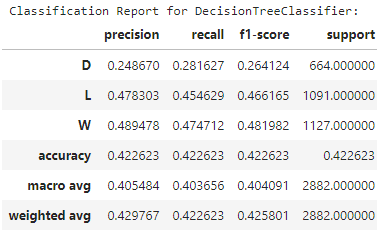 Classification Report for DecisionTreeClassifier:
precision recall f1-score support
D 0.248670 0.281627 0.264124 664.000000
L 0.478303 0.454629 0.466165 1091.000000
W 0.489478 0.474712 0.481982 1127.000000
accuracy 0.422623 0.422623 0.422623 0.422623
macro avg 0.405484 0.403656 0.404091 2882.000000
weighted avg 0.429767 0.422623 0.425801 2882.000000